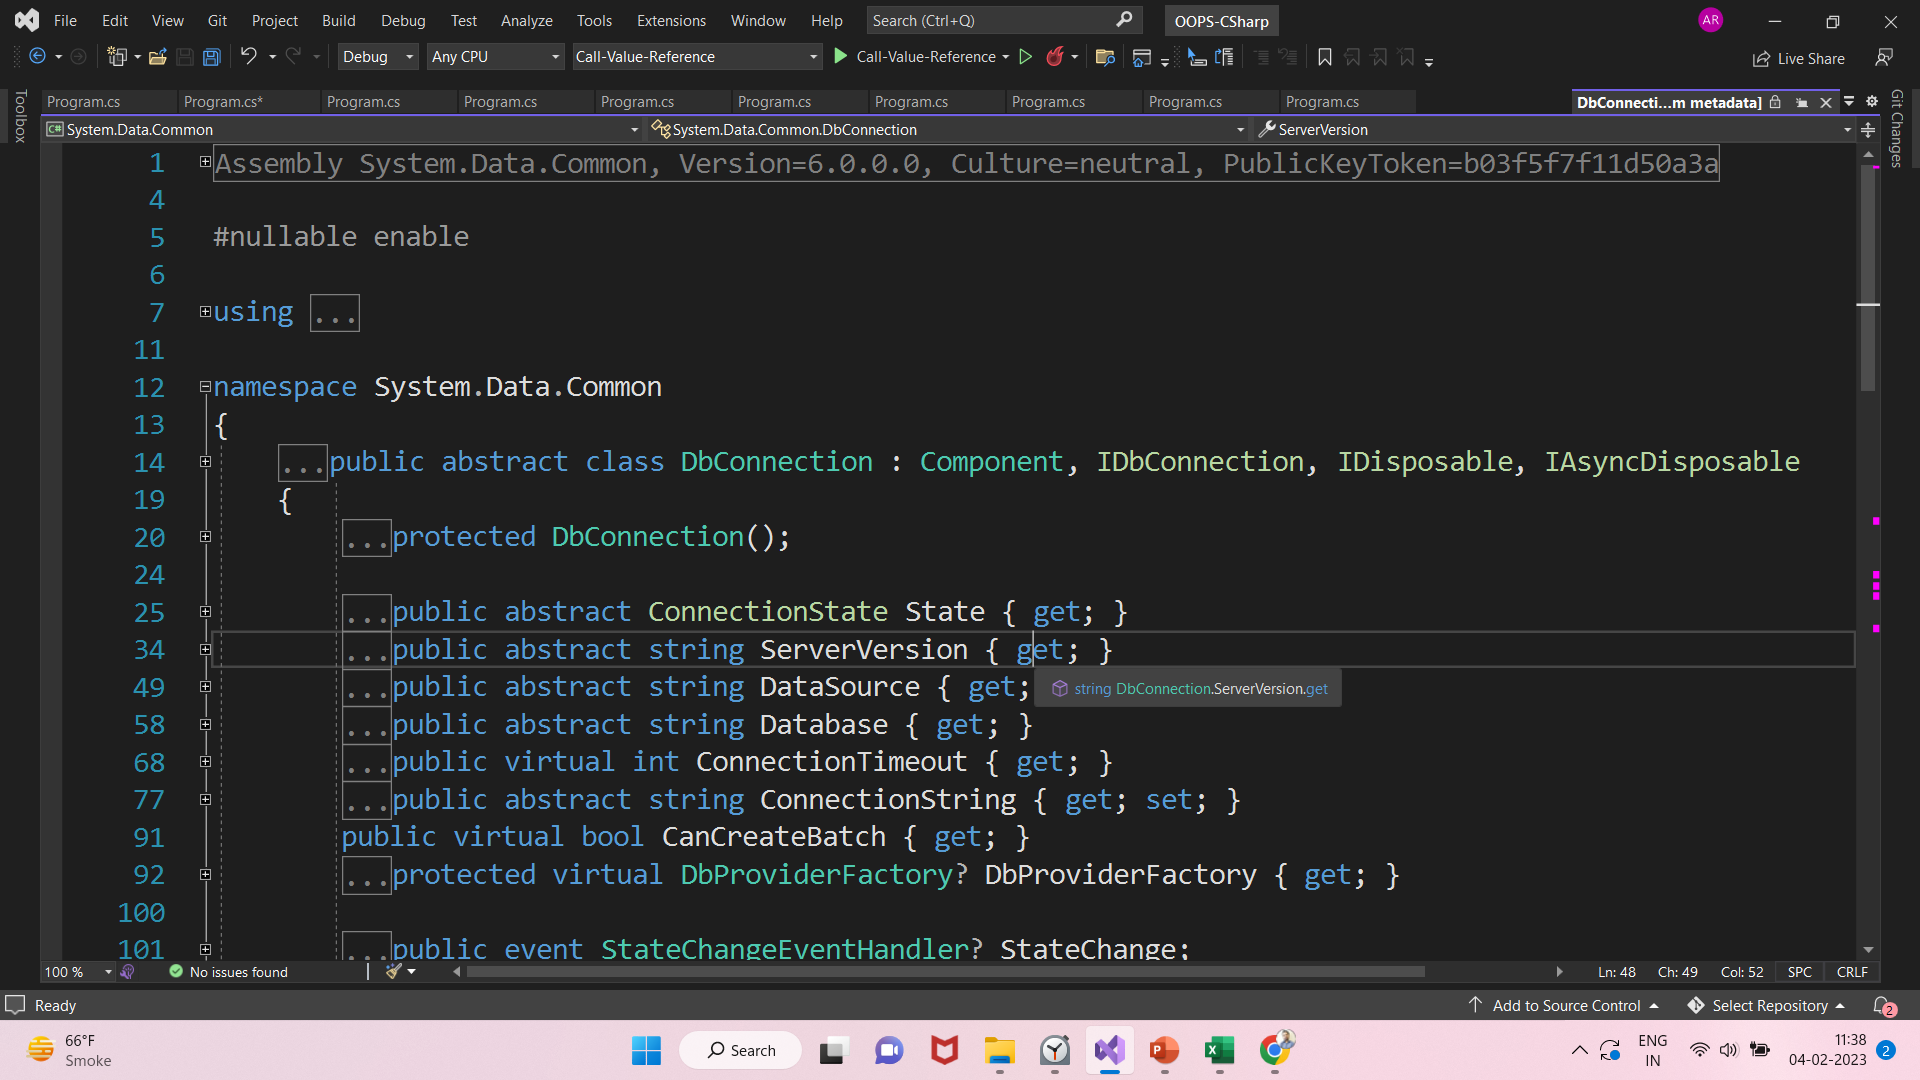 File Edit View Git Project Build Debug Test Analyze Tools Extensions Window Help Search (Ctrl+Q) OOPS-CSharp AR
Debug Any CPU Call-Value-Reference Call-Value-Reference Live Share
Toolbox
Program.cs Program.cs* Program.cs Program.cs Program.cs Program.cs Program.cs Program.cs Program.cs Program.cs DbConnecti...m metadata]
Git Changes
C# System.Data.Common System.Data.Common.DbConnection ServerVersion
1 Assembly System.Data.Common, Version=6.0.0.0, Culture=neutral, PublicKeyToken=b03f5f7f11d50a3a
4
5 #nullable enable
6
7 using ...
11
12 namespace System.Data.Common
13 {
14 ...public abstract class DbConnection : Component, IDbConnection, IDisposable, IAsyncDisposable
19 {
20 ...protected DbConnection();
24
25 ...public abstract ConnectionState State { get; }
34 ...public abstract string ServerVersion { get; }
49 ...public abstract string DataSource { get;
string DbConnection.ServerVersion.get
58 ...public abstract string Database { get; }
68 ...public virtual int ConnectionTimeout { get; }
77 ...public abstract string ConnectionString { get; set; }
91 public virtual bool CanCreateBatch { get; }
92 ...protected virtual DbProviderFactory? DbProviderFactory { get; }
100
101 ...public event StateChangeEventHandler? StateChange;
100 % No issues found Ln: 48 Ch: 49 Col: 52 SPC CRLF
Ready Add to Source Control Select Repository 2
66°F
Smoke
Search
ENG
IN
11:38
04-02-2023
2